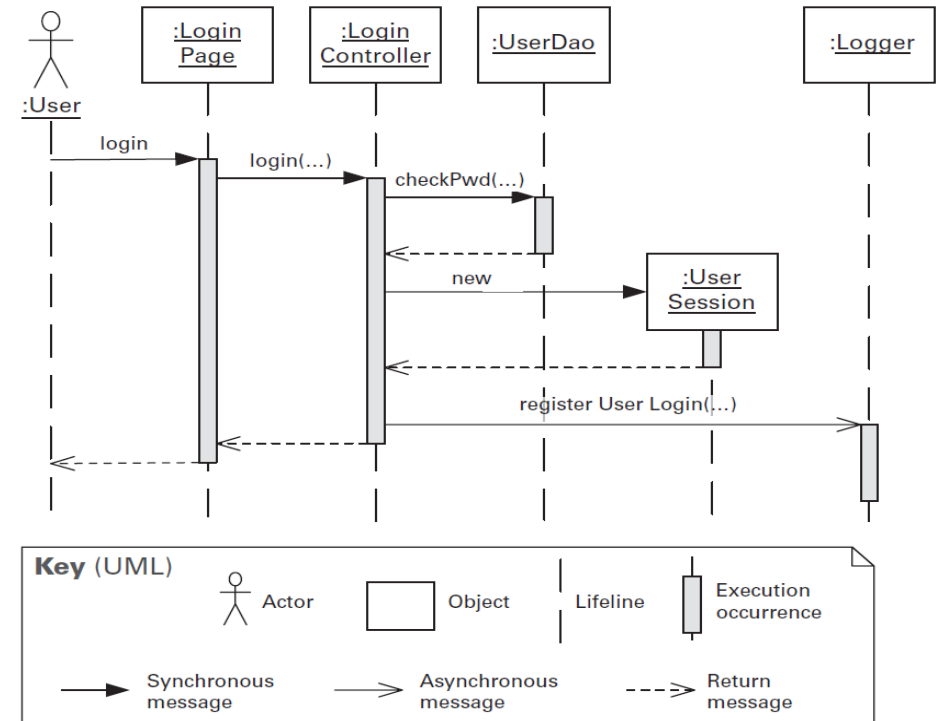 :Login
Page
:Login
Controller
:UserDao
:Logger
:User
login
login(...)
checkPwd(...)
new
:User
Session
register User Login(...)
Key (UML)
Actor
Object
Lifeline
Execution
occurrence
Synchronous
message
Asynchronous
message
Return
message